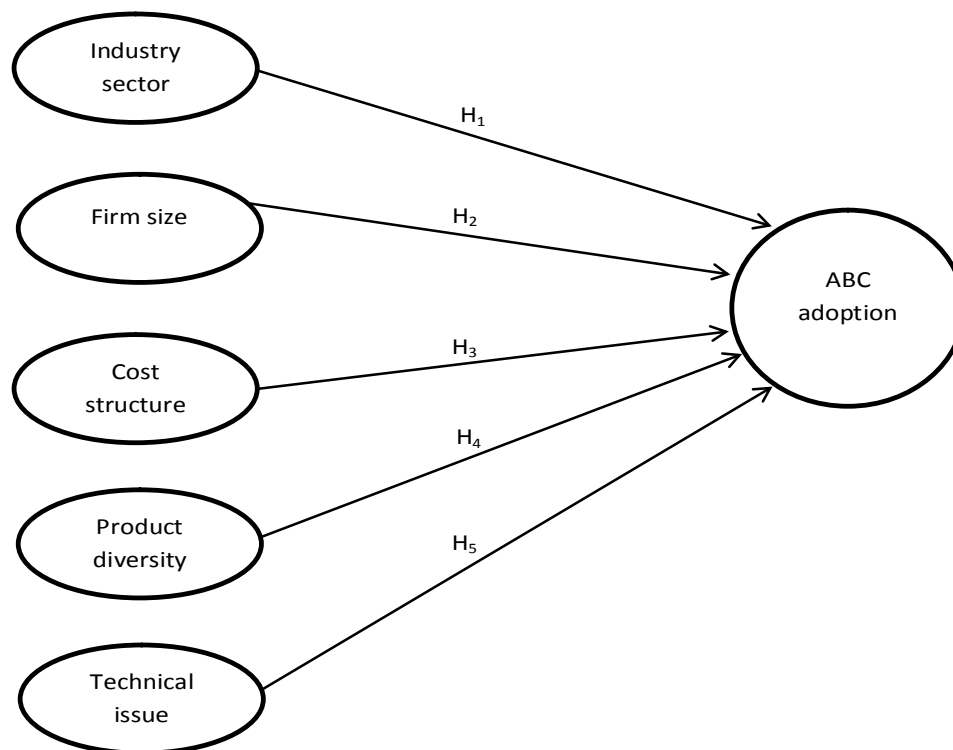 Industry
sector
H₁
Firm size
H₂
ABC
adoption
Cost
structure
H₃
H₄
Product
diversity
H₅
Technical
issue